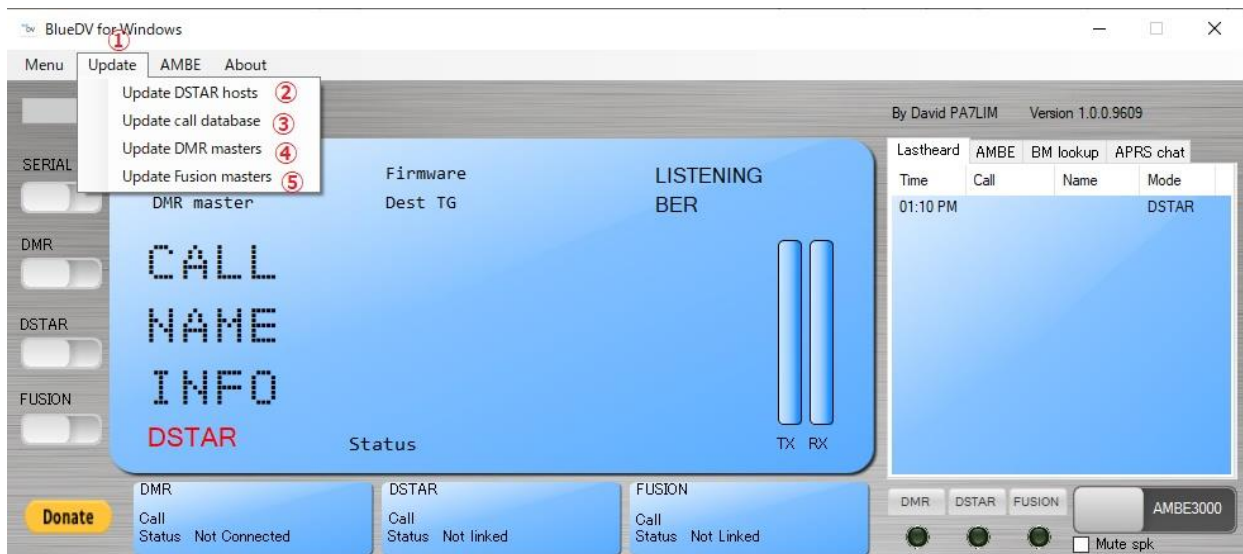 BlueDV for Windows
①
Menu Update AMBE About
Update DSTAR hosts ②
Update call database ③
Update DMR masters ④
Update Fusion masters ⑤
By David PA7LIM Version 1.0.0.9609
SERIAL
DMR
DSTAR
FUSION
Firmware
LISTENING
DMR master
Dest TG
BER
CALL
NAME
INFO
DSTAR
Status
TX RX
Lastheard AMBE BM lookup APRS chat
Time Call Name Mode
01:10 PM DSTAR
Donate
DMR
Call
Status Not Connected
DSTAR
Call
Status Not linked
FUSION
Call
Status Not Linked
DMR DSTAR FUSION
AMBE3000
Mute spk